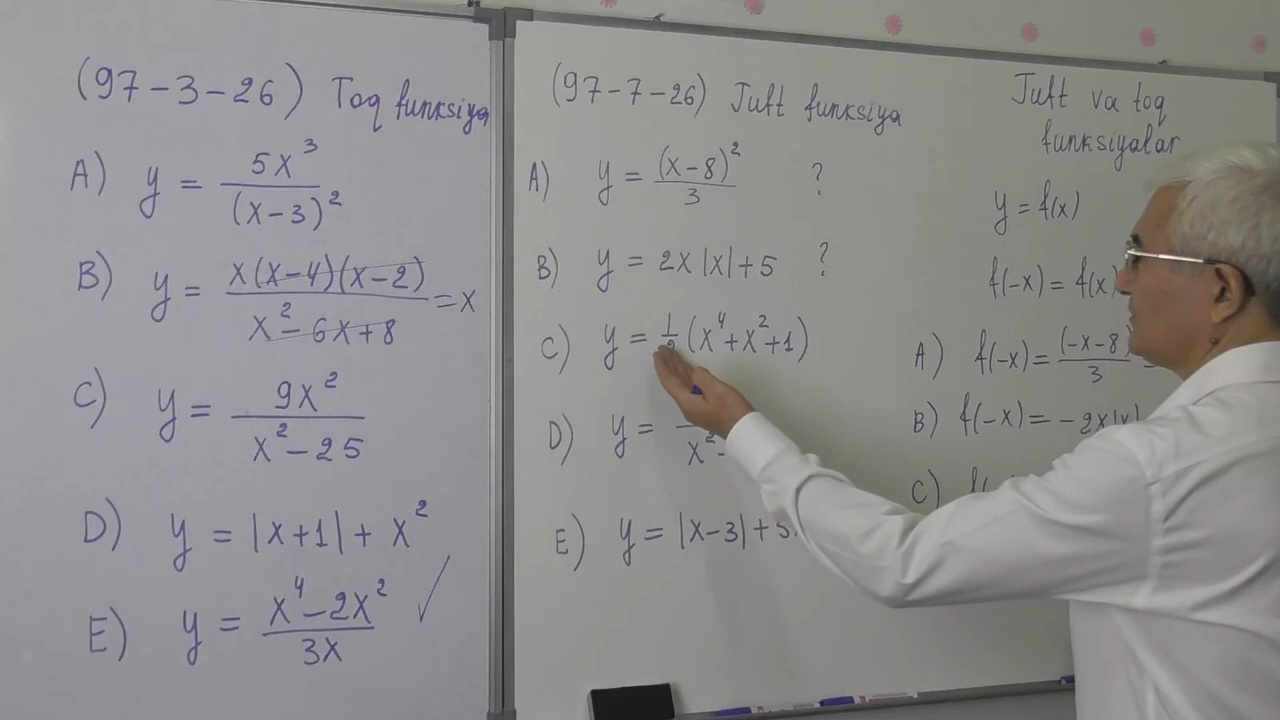 (97-3-26) Toq funksiya
A) y = 5x³ / (x-3)²
B) y = x(x-4)(x-2) / x²-6x+8 = x
C) y = 9x² / x²-25
D) y = |x+1| + x²
E) y = x⁴-2x² / 3x ✓
(97-7-26) Juft funksiya
A) y = (x-8)² / 3 ?
B) y = 2x|x|+5 ?
C) y = (x⁴+x²+1)
D) y = x²-
E) y = |x-3|+5
Juft va toq
funksiyalar
y = f(x)
f(-x) = f(x)
A) f(-x) = (-x-8) / 3 =
B) f(-x) = -2x|x|
C)